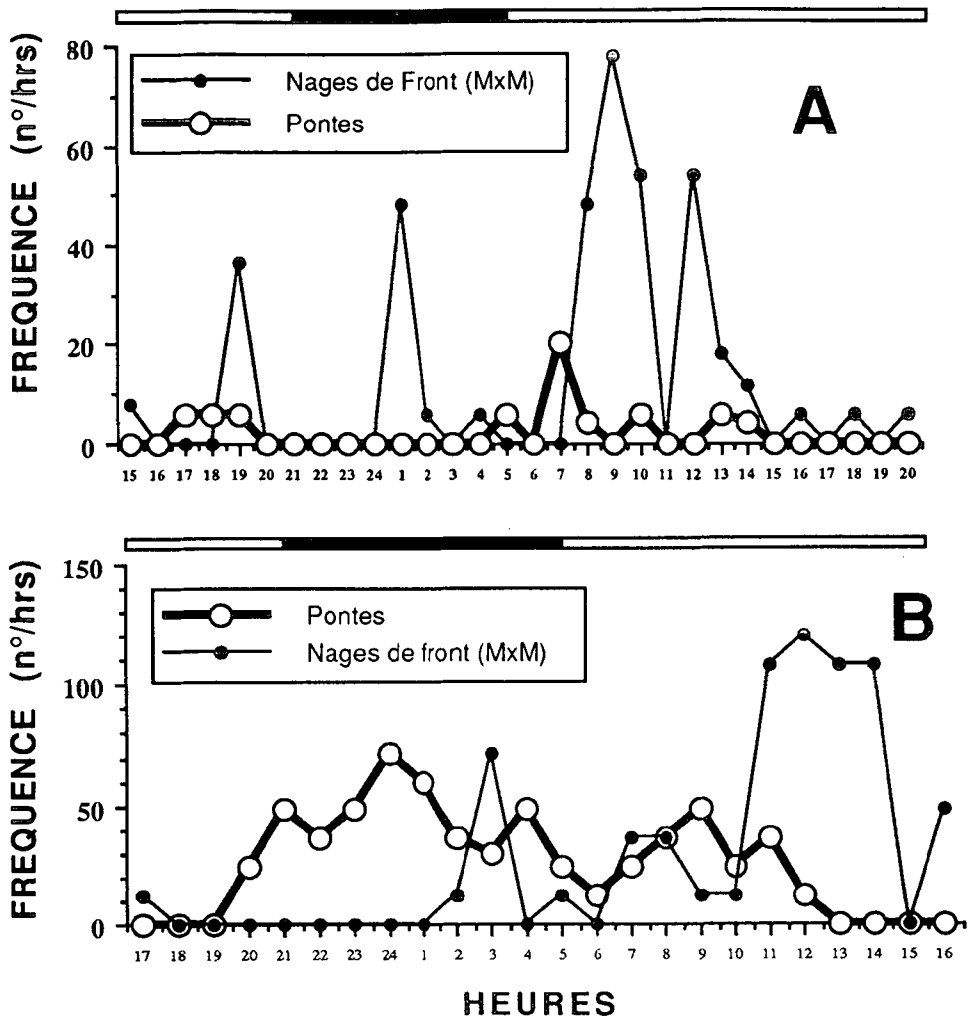 80
60
40
20
0
FREQUENCE (n°/hrs)
Nages de Front (MxM)
Pontes
A
15 16 17 18 19 20 21 22 23 24 1 2 3 4 5 6 7 8 9 10 11 12 13 14 15 16 17 18 19 20
150
100
50
0
FREQUENCE (n°/hrs)
Pontes
Nages de front (MxM)
B
17 18 19 20 21 22 23 24 1 2 3 4 5 6 7 8 9 10 11 12 13 14 15 16
HEURES